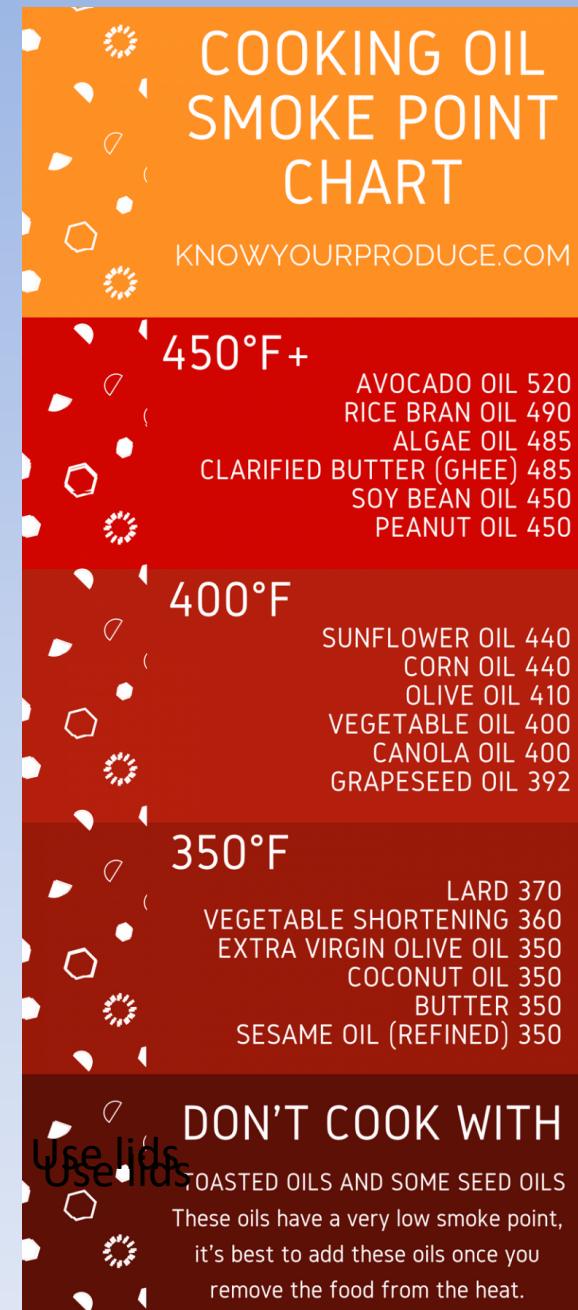 COOKING OIL
SMOKE POINT
CHART
KNOWYOURPRODUCE.COM
450°F+
AVOCADO OIL 520
RICE BRAN OIL 490
ALGAE OIL 485
CLARIFIED BUTTER (GHEE) 485
SOY BEAN OIL 450
PEANUT OIL 450
400°F
SUNFLOWER OIL 440
CORN OIL 440
OLIVE OIL 410
VEGETABLE OIL 400
CANOLA OIL 400
GRAPESEED OIL 392
350°F
LARD 370
VEGETABLE SHORTENING 360
EXTRA VIRGIN OLIVE OIL 350
COCONUT OIL 350
BUTTER 350
SESAME OIL (REFINED) 350
DON'T COOK WITH
Use lids
Use lids
TOASTED OILS AND SOME SEED OILS
These oils have a very low smoke point,
it's best to add these oils once you
remove the food from the heat.